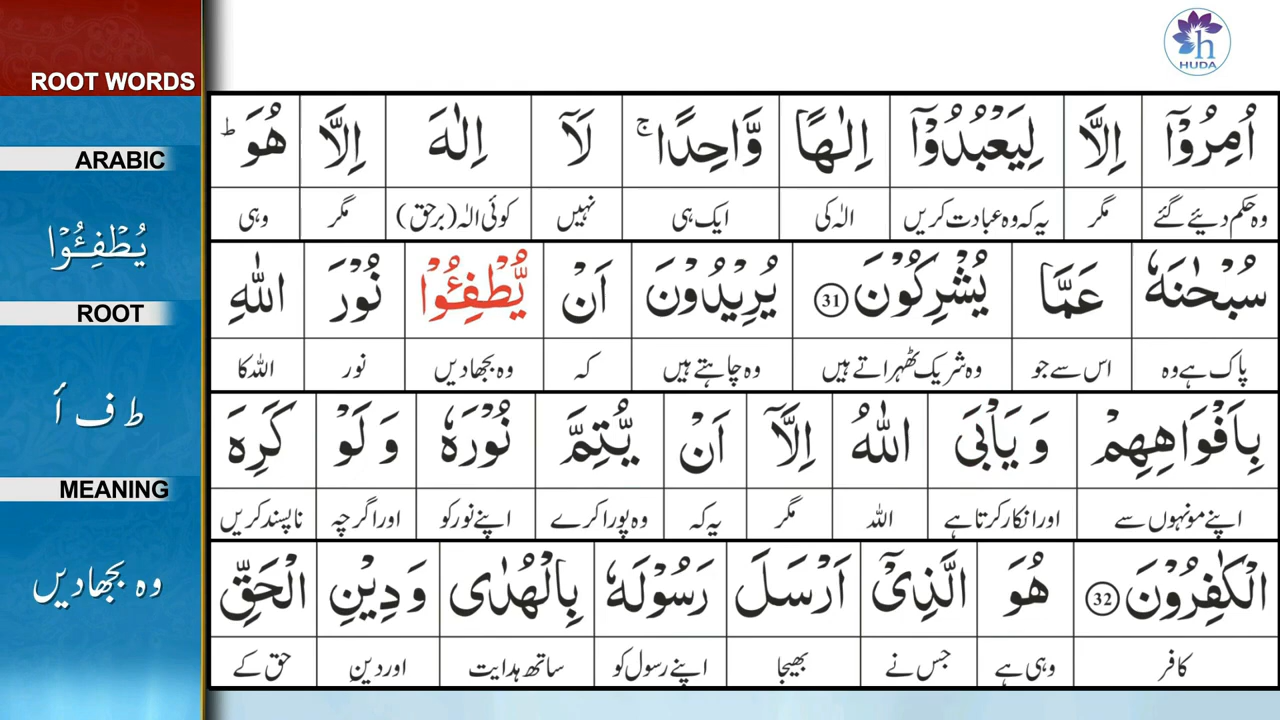 ROOT WORDS
ARABIC
يُطْفِـُٔوْا
ROOT
ط ف أ
MEANING
وہ بجھادیں
HUDA
اُمِرُوْۤا اِلَّا لِيَعْبُدُوْۤا اِلٰهًا وَّاحِدًا ۚ لَاۤ اِلٰهَ اِلَّا هُوَ ؕ
وہ حکم دیئے گئے مگر یہ کہ وہ عبادت کریں الٰہ کی ایک ہی نہیں کوئی الٰہ (برحق) مگر وہی
سُبْحٰنَهٗ عَمَّا يُشْرِكُوْنَ 31 يُرِيْدُوْنَ اَنْ يُّطْفِـُٔوْا نُوْرَ اللّٰهِ
پاک ہے وہ اس سے جو وہ شریک ٹھہراتے ہیں وہ چاہتے ہیں کہ وہ بجھادیں نور اللہ کا
بِاَفْوَاهِهِمْ وَ يَاْبَى اللّٰهُ اِلَّاۤ اَنْ يُّتِمَّ نُوْرَهٗ وَ لَوْ كَرِهَ
اپنے مونہوں سے اور انکار کرتا ہے اللہ مگر یہ کہ وہ پورا کرے اپنے نور کو اور اگرچہ ناپسند کریں
الْكٰفِرُوْنَ 32 هُوَ الَّذِيْۤ اَرْسَلَ رَسُوْلَهٗ بِالْهُدٰى وَ دِيْنِ الْحَقِّ
کافر وہی ہے جس نے بھیجا اپنے رسول کو ساتھ ہدایت اور دینِ حق کے